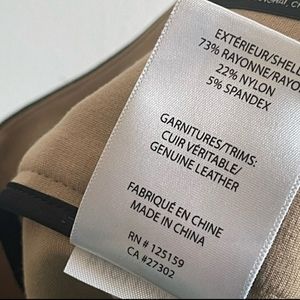 EXTÉRIEUR/SHELL
73% RAYONNE/RAYO
22% NYLON
5% SPANDEX
GARNITURES/TRIMS:
CUIR VÉRITABLE/
GENUINE LEATHER
FABRIQUÉ EN CHINE
MADE IN CHINA
RN # 125159
CA #27302